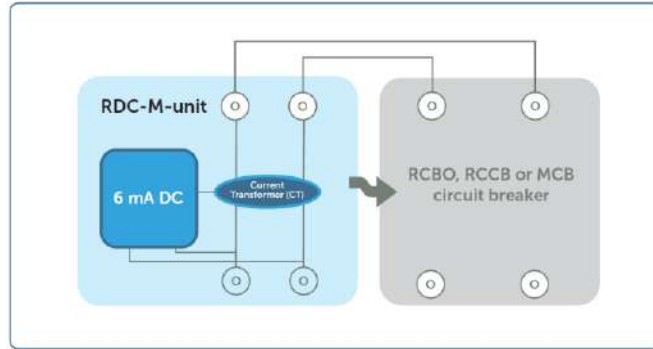 RDC-M-unit
6 mA DC
Current
Transformer (CT)
RCBO, RCCB or MCB
circuit breaker